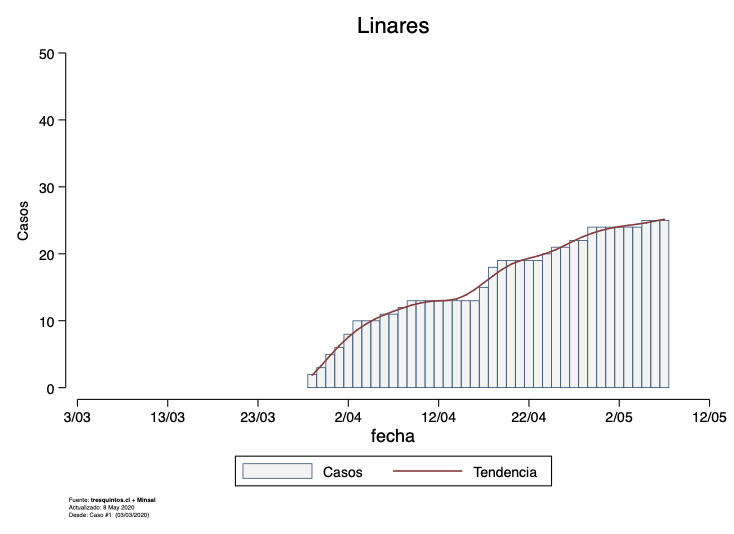 Linares
50
40
30
20
10
0
Casos
3/03 13/03 23/03 2/04 12/04 22/04 2/05 12/05
fecha
Casos Tendencia
Fuente: tresquintos.cl + Minsal
Actualizado: 8 May 2020
Desde: Caso #1 (03/03/2020)